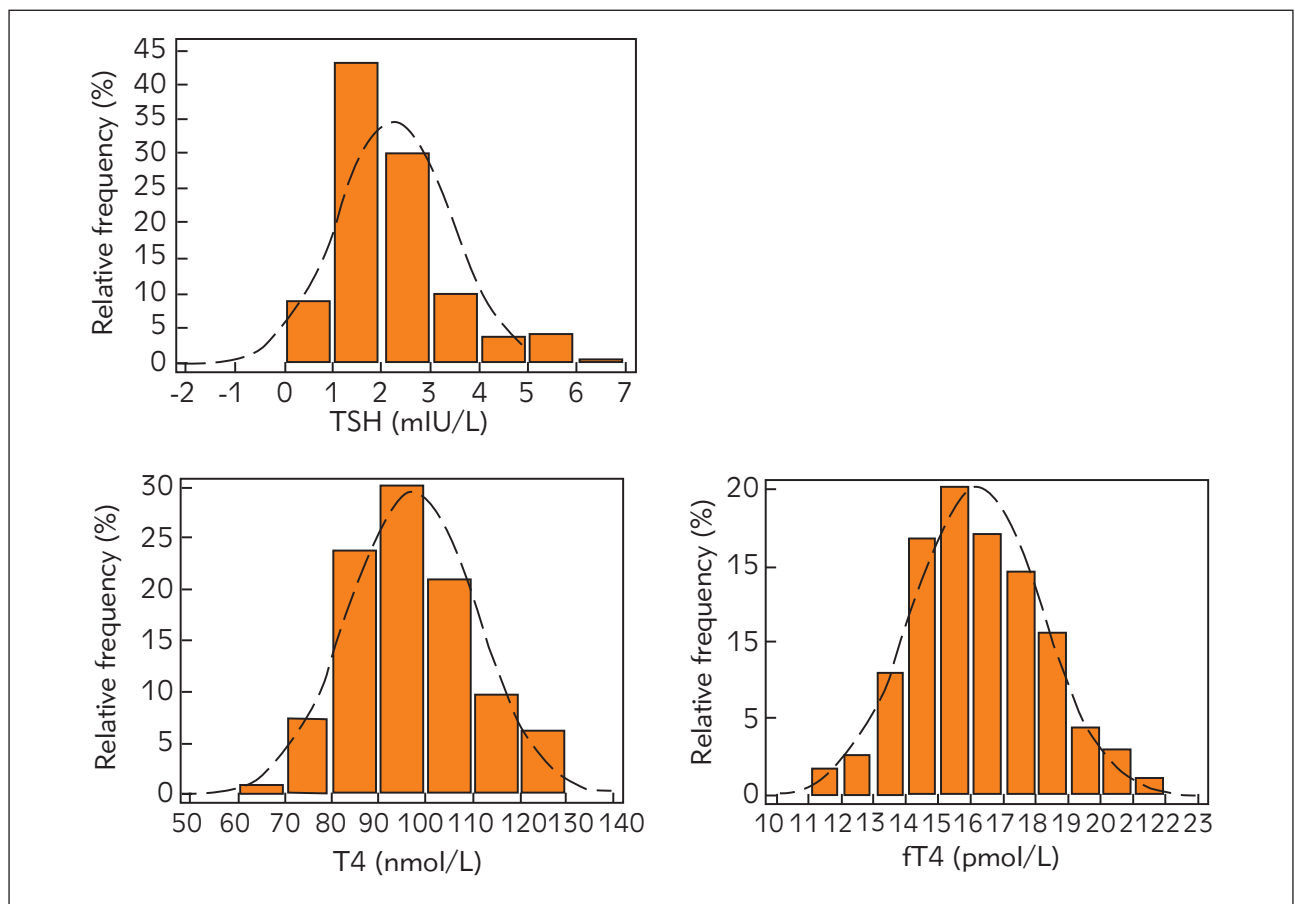 Relative frequency (%)
45
40
35
30
25
20
15
10
5
0
-2 -1 0 1 2 3 4 5 6 7
TSH (mIU/L)
Relative frequency (%)
30
25
20
15
10
5
0
50 60 70 80 90 100 110 120 130 140
T4 (nmol/L)
Relative frequency (%)
20
15
15
5
0
10 11 12 13 14 15 16 17 18 19 20 21 22 23
fT4 (pmol/L)